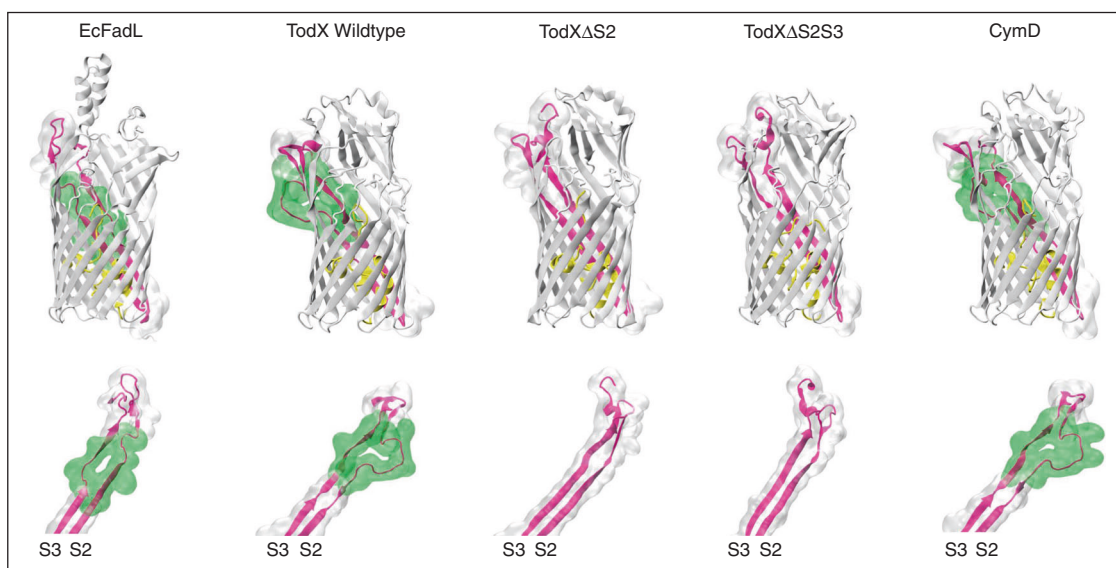 EcFadL TodX Wildtype TodXΔS2 TodXΔS2S3 CymD
S3 S2 S3 S2 S3 S2 S3 S2 S3 S2